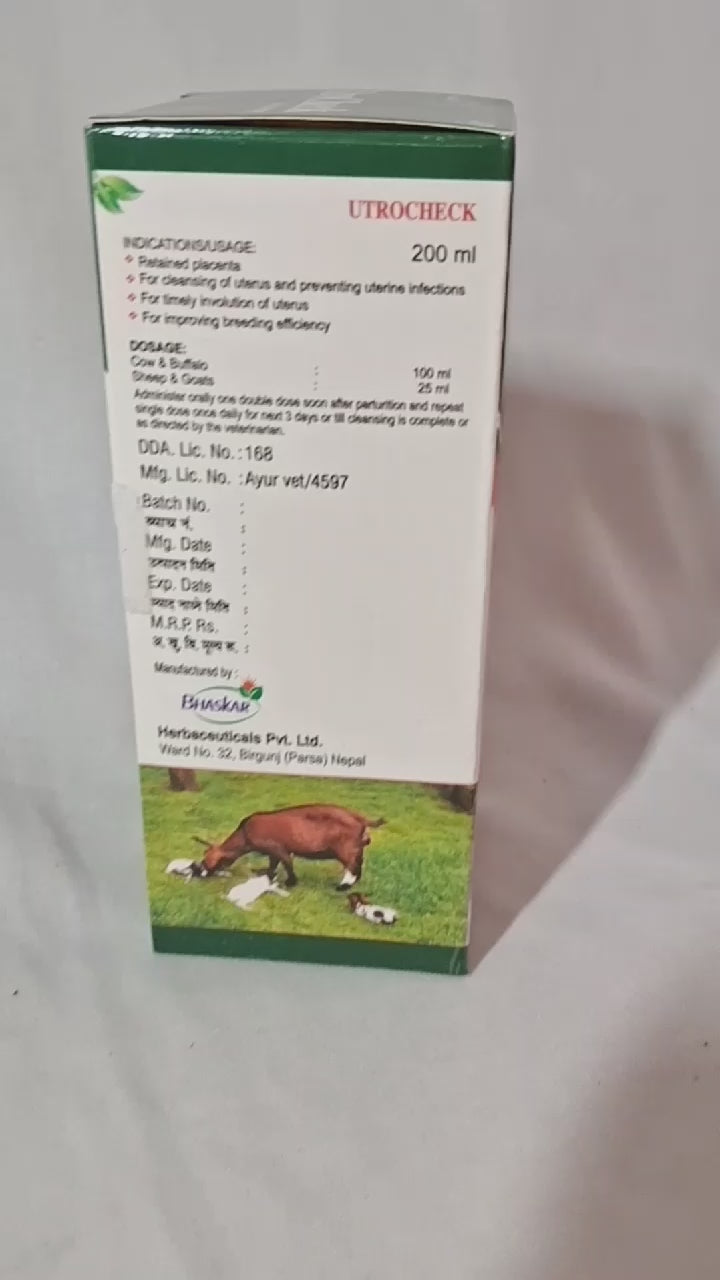 UTROCHECK
200 ml
INDICATIONS/USAGE:
Retained placenta
For cleansing of uterus and preventing uterine infections
For timely involution of uterus
For improving breeding efficiency
DOSAGE:
Cow & Buffalo : 100 ml
Sheep & Goats : 25 ml
Administer orally one double dose soon after parturition and repeat
single dose once daily for next 3 days or till cleansing is complete or
as directed by the veterinarian.
DDA. Lic. No. : 168
Mfg. Lic. No. : Ayur vet/4597
Batch No. :
ब्याच नं. :
Mfg. Date :
उत्पादन मिति :
Exp. Date :
म्याद नाघ्ने मिति :
M.R.P. Rs. :
अ. खु. वि. मूल्य रू. :
Manufactured by :
BHASKAR
Herbaceuticals Pvt. Ltd.
Ward No. 32, Birgunj (Parsa) Nepal